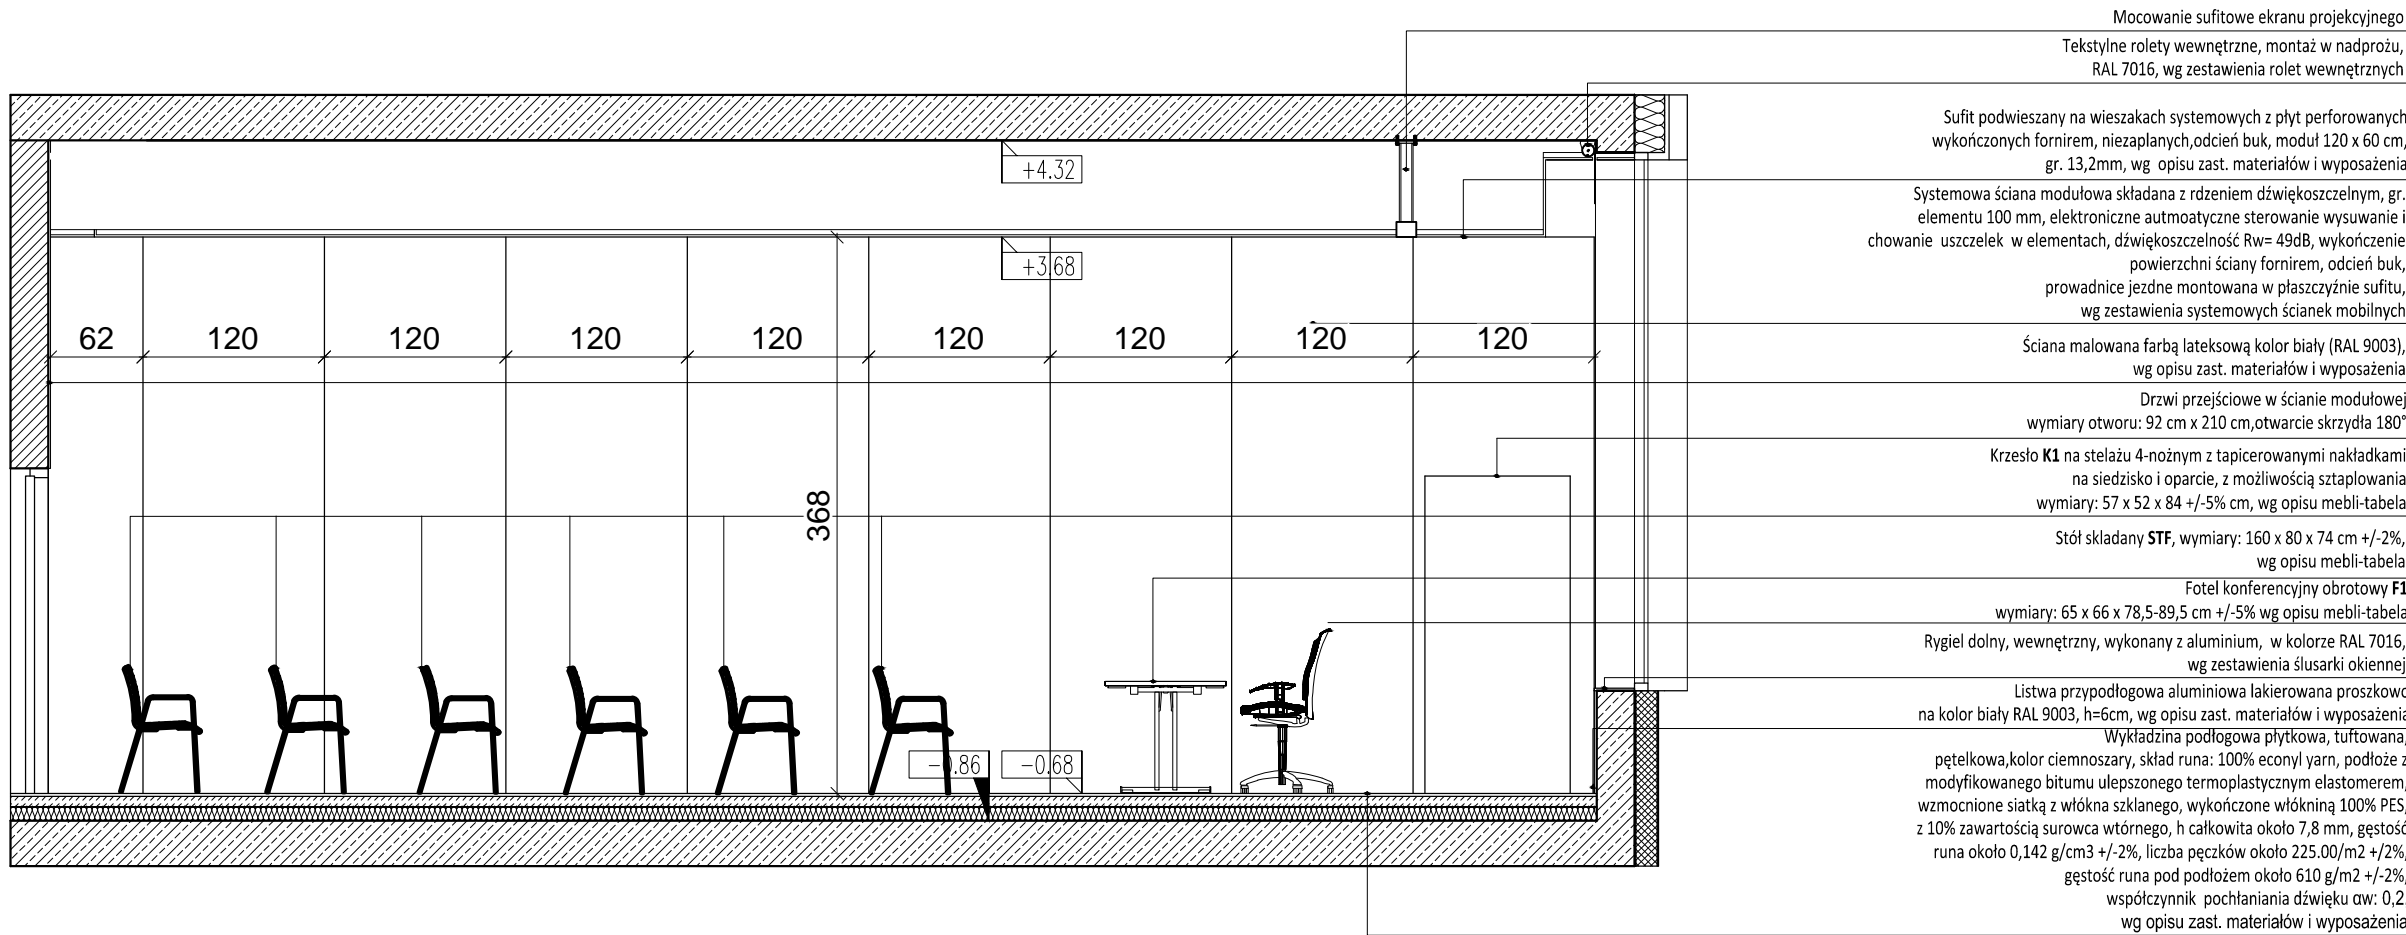 Mocowanie sufitowe ekranu projekcyjnego
Tekstylne rolety wewnętrzne, montaż w nadprożu,
RAL 7016, wg zestawienia rolet wewnętrznych
Sufit podwieszany na wieszakach systemowych z płyt perforowanych
wykończonych fornirem, niezaplanych,odcień buk, moduł 120 x 60 cm,
gr. 13,2mm, wg opisu zast. materiałów i wyposażenia
Systemowa ściana modułowa składana z rdzeniem dźwiękoszczelnym, gr.
elementu 100 mm, elektroniczne autmoatyczne sterowanie wysuwanie i
chowanie uszczelek w elementach, dźwiękoszczelność Rw= 49dB, wykończenie
powierzchni ściany fornirem, odcień buk,
prowadnice jezdne montowana w płaszczyźnie sufitu,
wg zestawienia systemowych ścianek mobilnych
Ściana malowana farbą lateksową kolor biały (RAL 9003),
wg opisu zast. materiałów i wyposażenia
Drzwi przejściowe w ścianie modułowej
wymiary otworu: 92 cm x 210 cm,otwarcie skrzydła 180°
Krzesło K1 na stelażu 4-nożnym z tapicerowanymi nakładkami
na siedzisko i oparcie, z możliwością sztaplowania
wymiary: 57 x 52 x 84 +/-5% cm, wg opisu mebli-tabela
Stół skladany STF, wymiary: 160 x 80 x 74 cm +/-2%,
wg opisu mebli-tabela
Fotel konferencyjny obrotowy F1
wymiary: 65 x 66 x 78,5-89,5 cm +/-5% wg opisu mebli-tabela
Rygiel dolny, wewnętrzny, wykonany z aluminium, w kolorze RAL 7016,
wg zestawienia ślusarki okiennej
Listwa przypodłogowa aluminiowa lakierowana proszkowo
na kolor biały RAL 9003, h=6cm, wg opisu zast. materiałów i wyposażenia
Wykładzina podłogowa płytkowa, tuftowana,
pętelkowa,kolor ciemnoszary, skład runa: 100% econyl yarn, podłoże z
modyfikowanego bitumu ulepszonego termoplastycznym elastomerem,
wzmocnione siatką z włókna szklanego, wykończone włókniną 100% PES,
z 10% zawartością surowca wtórnego, h całkowita około 7,8 mm, gęstość
runa około 0,142 g/cm3 +/-2%, liczba pęczków około 225.00/m2 +/2%,
gęstość runa pod podłożem około 610 g/m2 +/-2%,
współczynnik pochłaniania dźwięku αw: 0,2.
wg opisu zast. materiałów i wyposażenia
+4.32
+3.68
62 120 120 120 120 120 120 120 120
368
-0.86 -0.68